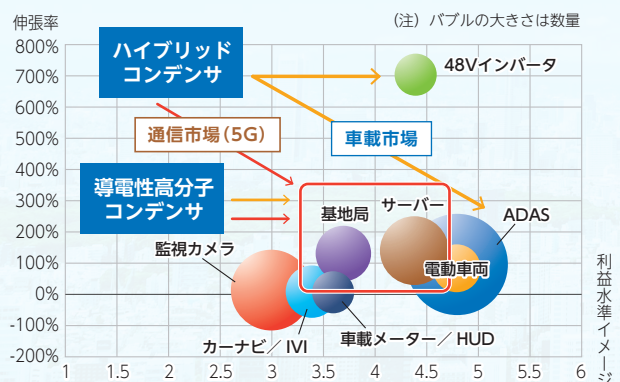 伸張率
(注)バブルの大きさは数量
800%
700%
600%
500%
400%
300%
200%
100%
0%
-100%
-200%
ハイブリッド
コンデンサ
48Vインバータ
通信市場(5G)
車載市場
導電性高分子
コンデンサ
基地局
サーバー
ADAS
監視カメラ
電動車両
カーナビ/IVI
車載メーター/HUD
利益水準イメージ
1
1.5
2
2.5
3
3.5
4
4.5
5
5.5
6